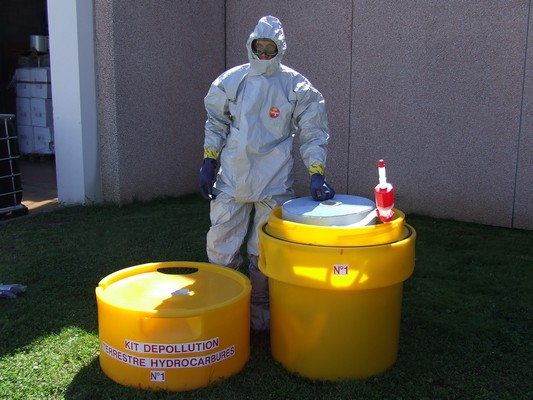 N°1
KIT DEPOLLUTION
TERRESTRE HYDROCARBURES
N°1